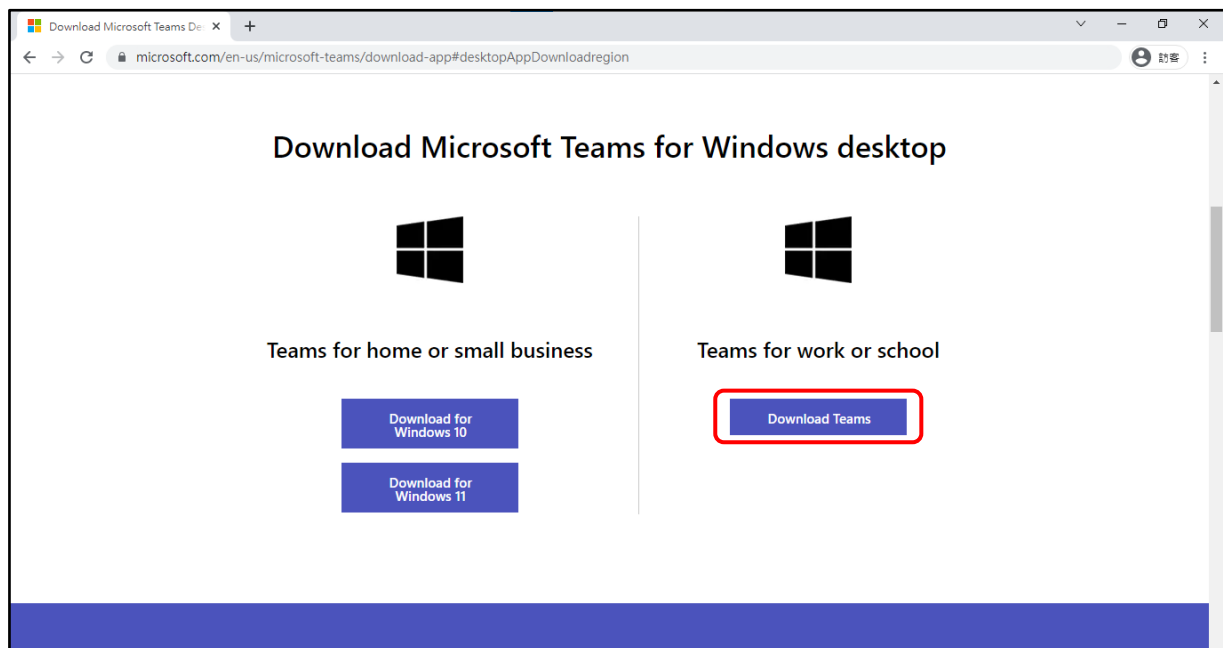 Download Microsoft Teams De
microsoft.com/en-us/microsoft-teams/download-app#desktopAppDownloadregion
訪客
Download Microsoft Teams for Windows desktop
Teams for home or small business
Download for
Windows 10
Download for
Windows 11
Teams for work or school
Download Teams